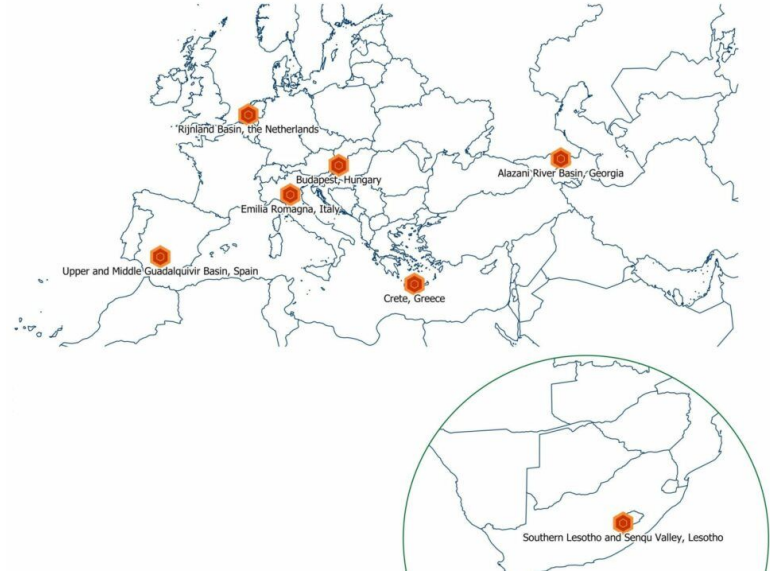 Rijnland Basin, the Netherlands
Budapest, Hungary
Alazani River Basin, Georgia
Emilia Romagna, Italy
Upper and Middle Guadalquivir Basin, Spain
Crete, Greece
Southern Lesotho and Senqu Valley, Lesotho